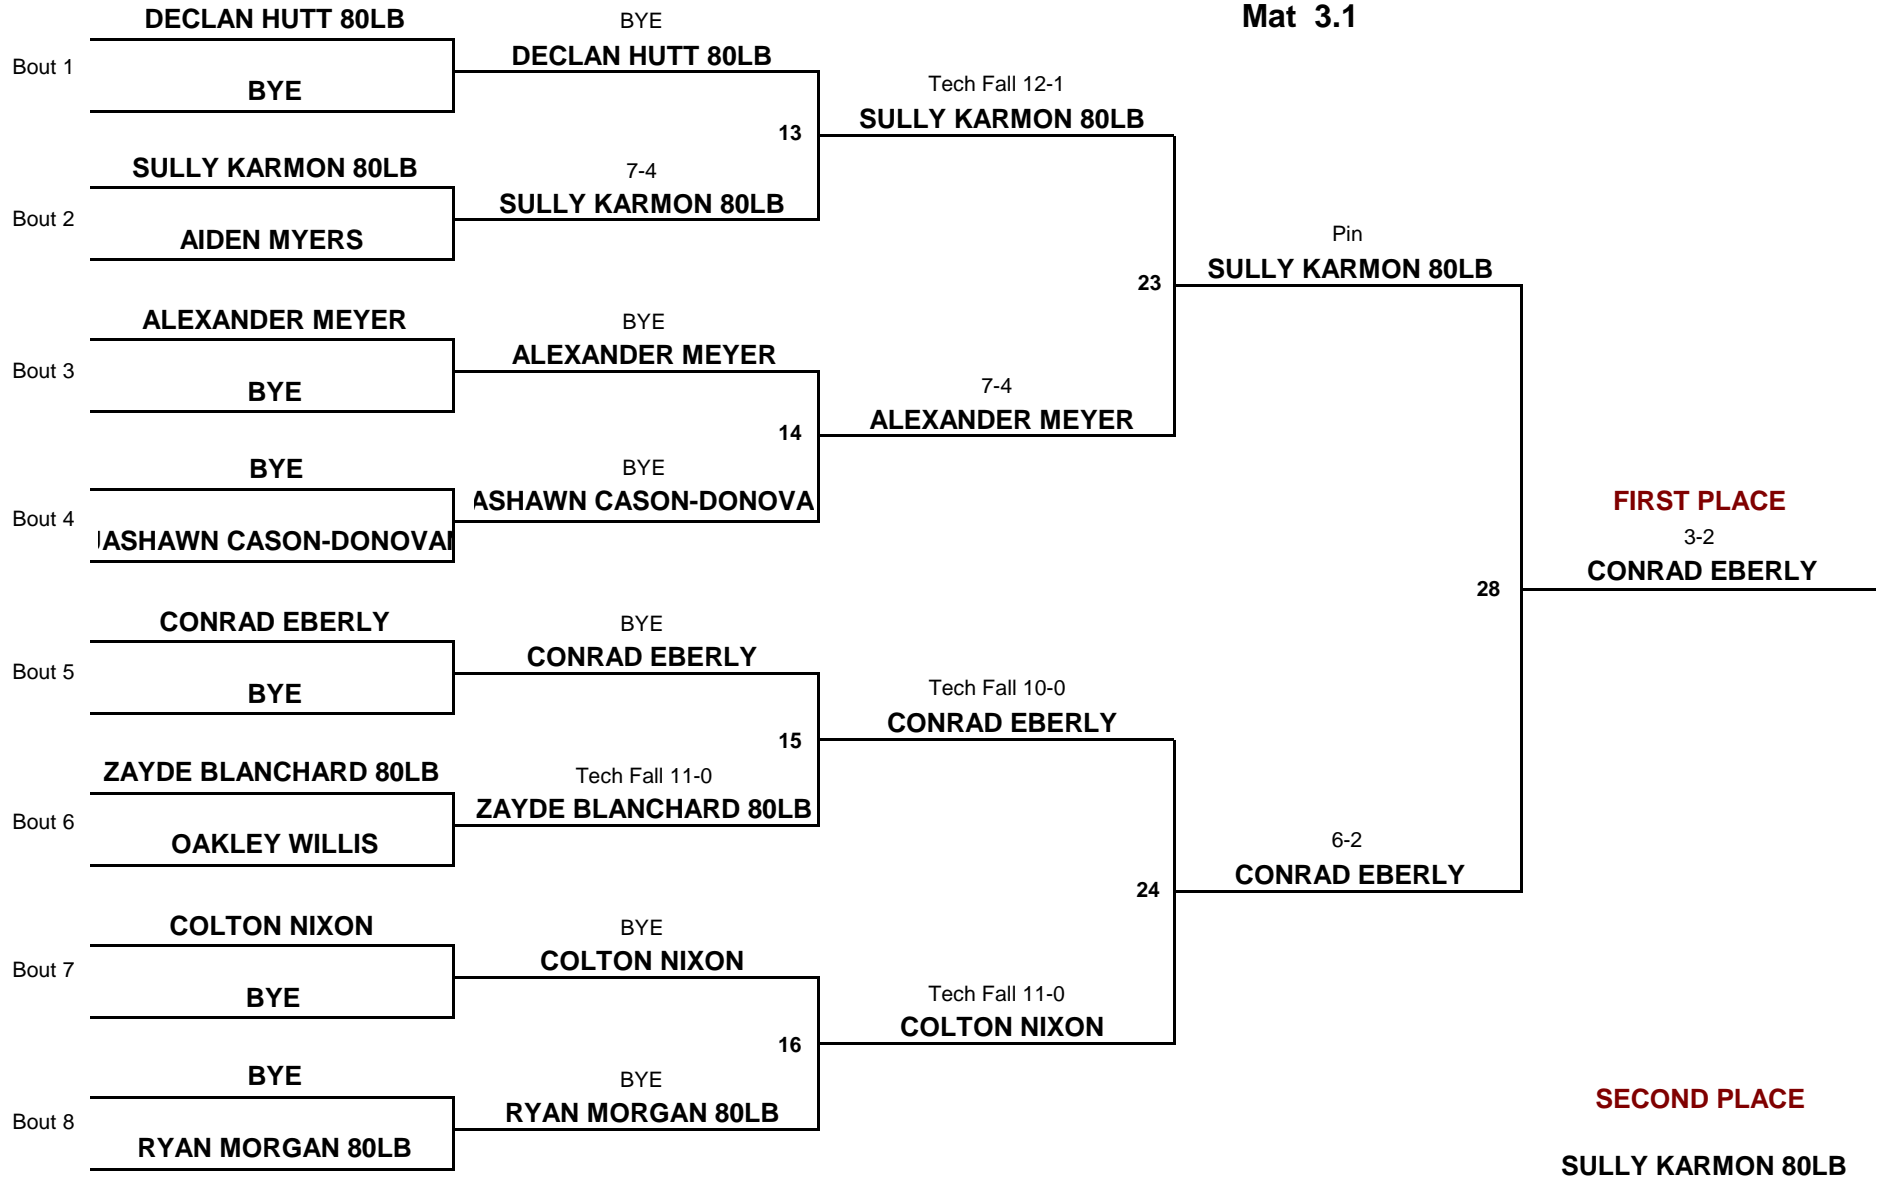 Mat 3.1
DECLAN HUTT 80LB
Bout 1
BYE
BYE
DECLAN HUTT 80LB
SULLY KARMON 80LB
Bout 2
AIDEN MYERS
7-4
SULLY KARMON 80LB
13
Tech Fall 12-1
SULLY KARMON 80LB
ALEXANDER MEYER
Bout 3
BYE
BYE
ALEXANDER MEYER
BYE
Bout 4
JASHAWN CASON-DONOVAN
BYE
ASHAWN CASON-DONOVA
14
7-4
ALEXANDER MEYER
23
Pin
SULLY KARMON 80LB
CONRAD EBERLY
Bout 5
BYE
BYE
CONRAD EBERLY
ZAYDE BLANCHARD 80LB
Bout 6
OAKLEY WILLIS
Tech Fall 11-0
ZAYDE BLANCHARD 80LB
15
Tech Fall 10-0
CONRAD EBERLY
COLTON NIXON
Bout 7
BYE
BYE
COLTON NIXON
BYE
Bout 8
RYAN MORGAN 80LB
BYE
RYAN MORGAN 80LB
16
Tech Fall 11-0
COLTON NIXON
24
6-2
CONRAD EBERLY
28
FIRST PLACE
3-2
CONRAD EBERLY
SECOND PLACE
SULLY KARMON 80LB